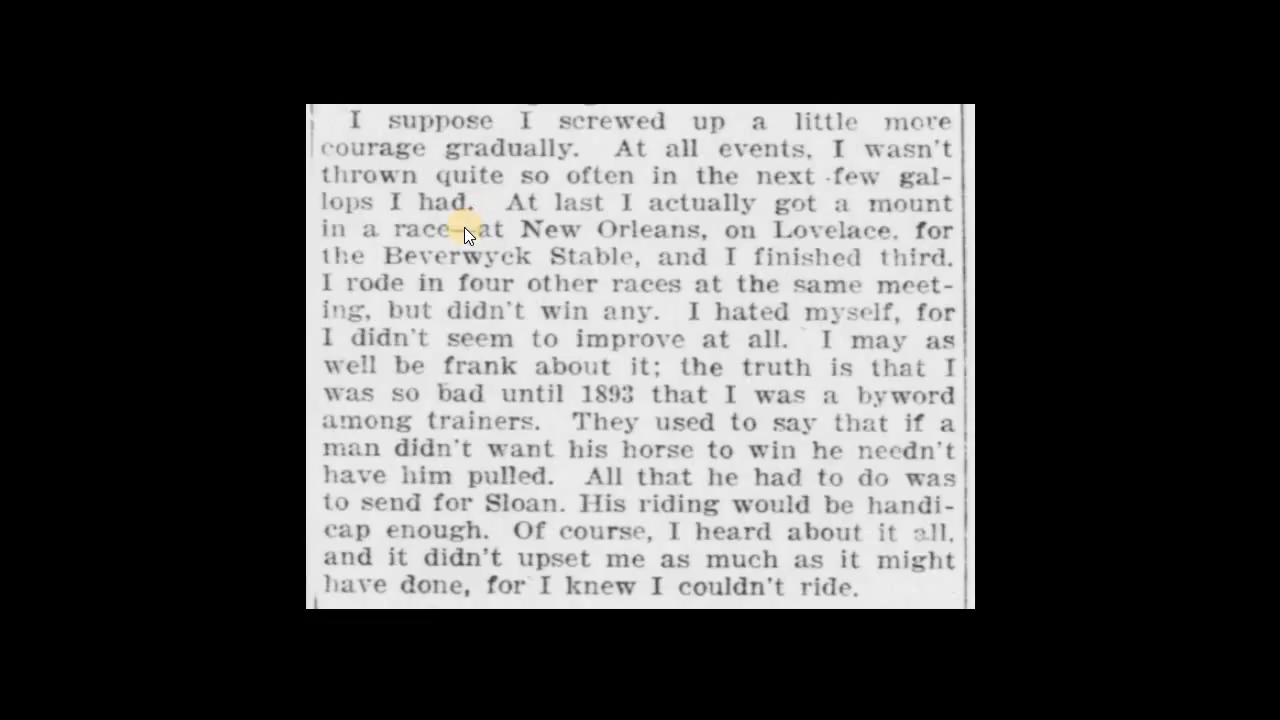 I suppose I screwed up a little more
courage gradually. At all events, I wasn't
thrown quite so often in the next few gal-
lops I had. At last I actually got a mount
in a race—at New Orleans, on Lovelace, for
the Beverwyck Stable, and I finished third.
I rode in four other races at the same meet-
ing, but didn't win any. I hated myself, for
I didn't seem to improve at all. I may as
well be frank about it; the truth is that I
was so bad until 1893 that I was a byword
among trainers. They used to say that if a
man didn't want his horse to win he needn't
have him pulled. All that he had to do was
to send for Sloan. His riding would be handi-
cap enough. Of course, I heard about it all,
and it didn't upset me as much as it might
have done, for I knew I couldn't ride.